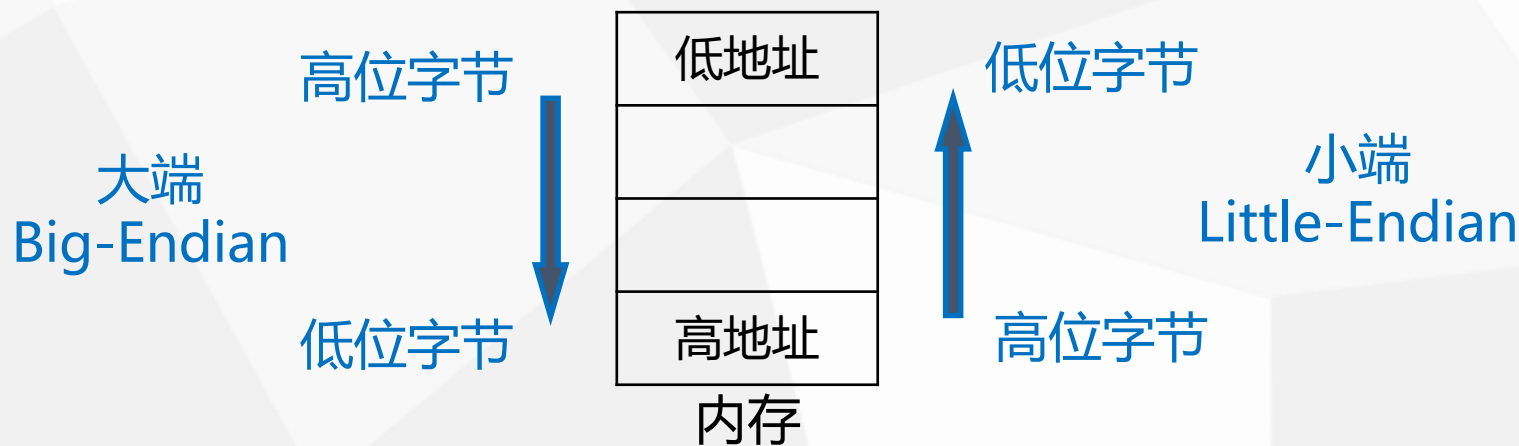 高位字节
低地址
低位字节
大端
Big-Endian
小端
Little-Endian
低位字节
高地址
高位字节
内存